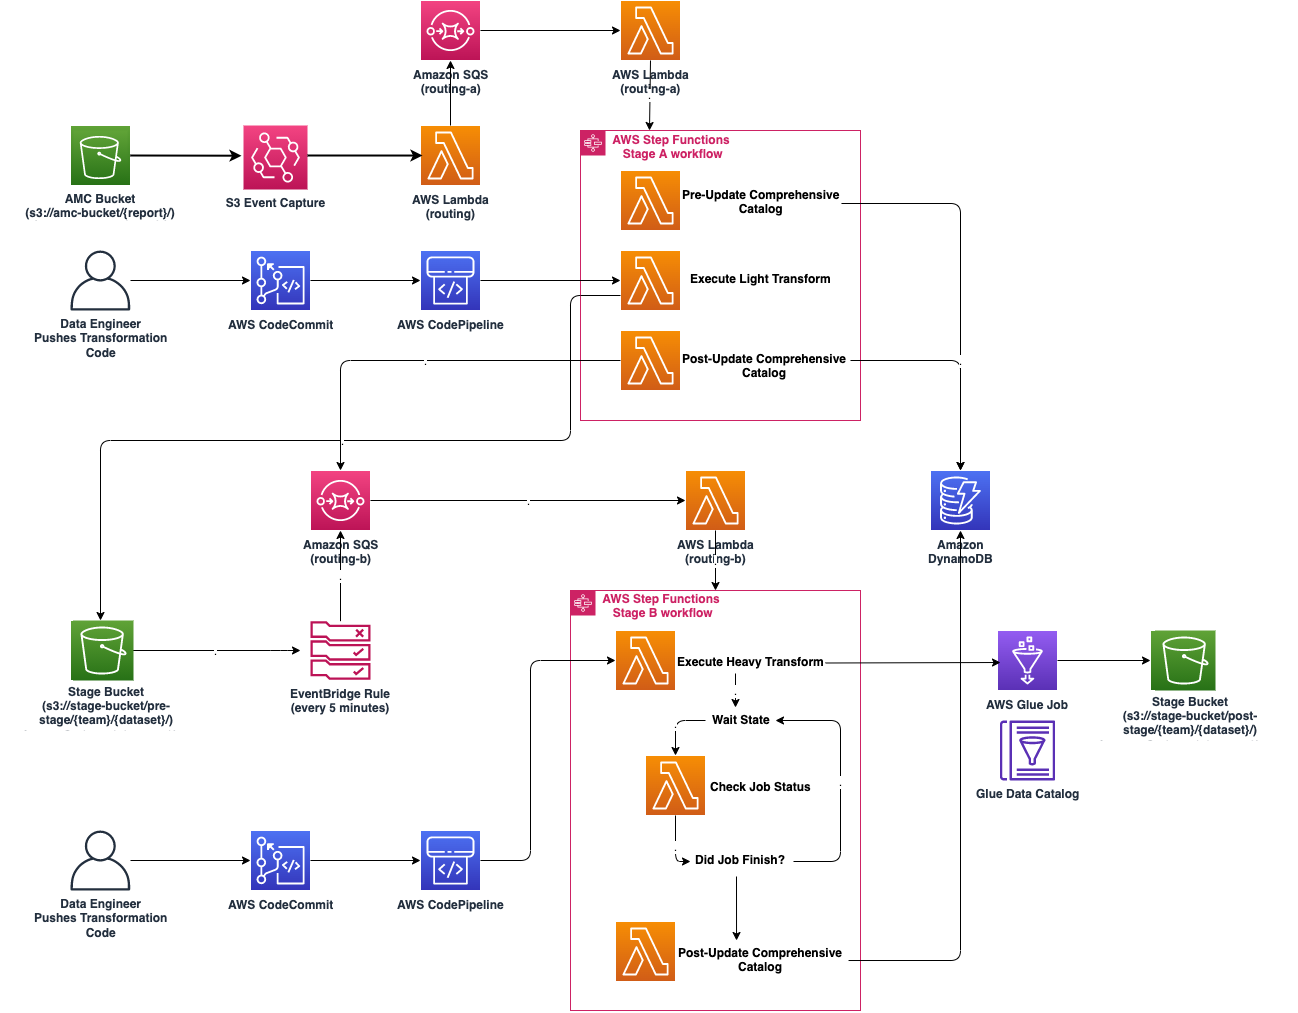 Amazon SQS
(routing-a)
AWS Lambda
(routing-a)
AMC Bucket
(s3://amc-bucket/{report}/)
S3 Event Capture
AWS Lambda
(routing)
AWS Step Functions
Stage A workflow
Pre-Update Comprehensive
Catalog
Data Engineer
Pushes Transformation
Code
AWS CodeCommit
AWS CodePipeline
Execute Light Transform
Post-Update Comprehensive
Catalog
Amazon SQS
(routing-b)
AWS Lambda
(routing-b)
Amazon
DynamoDB
Stage Bucket
(s3://stage-bucket/pre-
stage/{team}/{dataset}/)
EventBridge Rule
(every 5 minutes)
AWS Step Functions
Stage B workflow
Execute Heavy Transform
Wait State
Check Job Status
Did Job Finish?
Post-Update Comprehensive
Catalog
AWS Glue Job
Glue Data Catalog
Stage Bucket
(s3://stage-bucket/post-
stage/{team}/{dataset}/)
Data Engineer
Pushes Transformation
Code
AWS CodeCommit
AWS CodePipeline